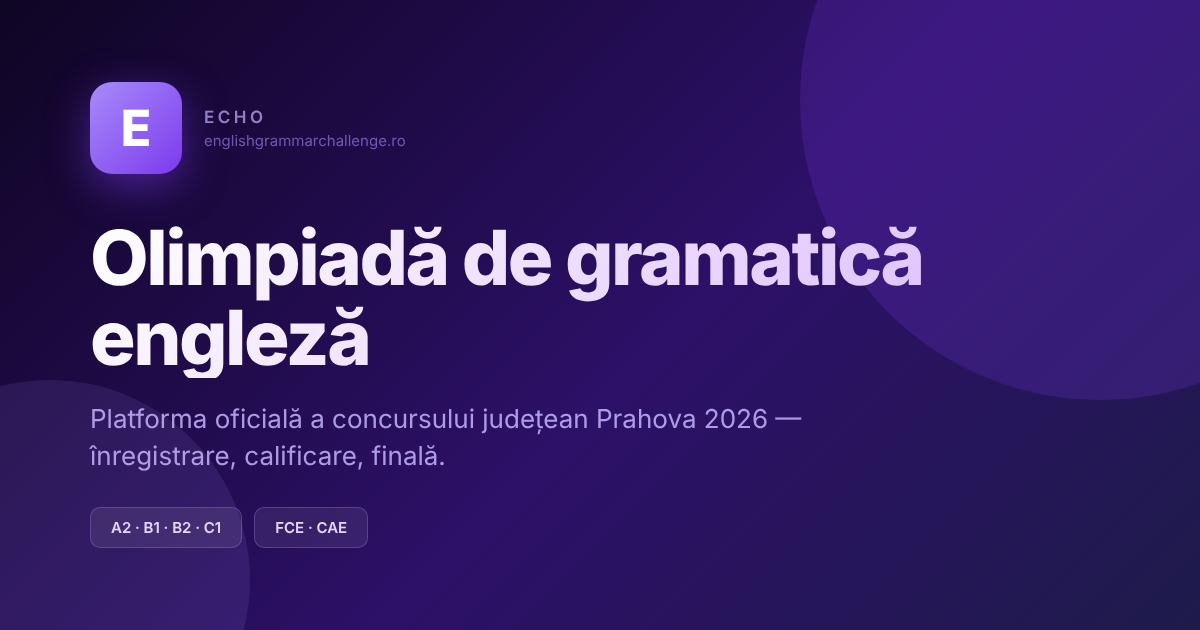 E
ECHO
englishgrammarchallenge.ro
Olimpiadă de gramatică
engleză
Platforma oficială a concursului județean Prahova 2026 —
înregistrare, calificare, finală.
A2 · B1 · B2 · C1
FCE · CAE